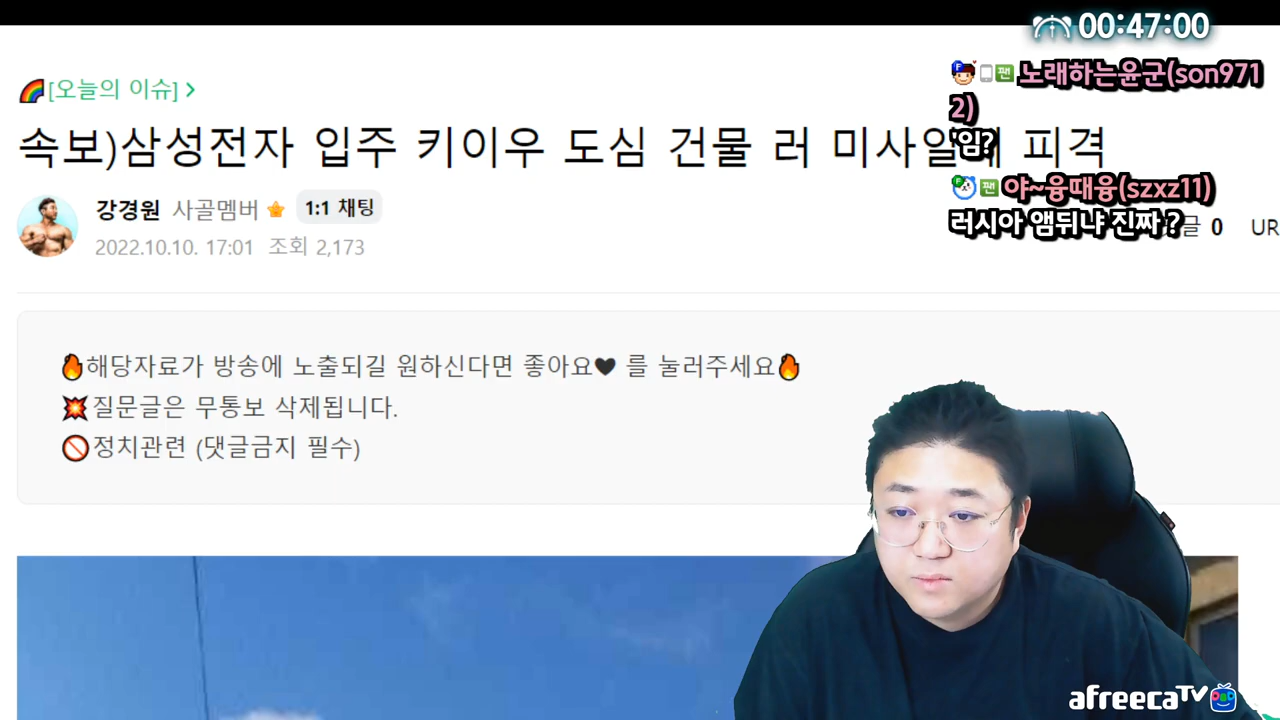 00:47:00
[오늘의 이슈]
속보)삼성전자 입주 키이우 도심 건물 러 미사일에 피격
강경원 사골멤버 1:1 채팅
2022.10.10. 17:01 조회 2,173
글 0 UR
노래하는윤군(son971
2)
'임?
야~융때융(szxz11)
러시아 앰뒤냐 진짜?
해당자료가 방송에 노출되길 원하신다면 좋아요🖤 를 눌러주세요
질문글은 무통보 삭제됩니다.
정치관련 (댓글금지 필수)
afreecaTV